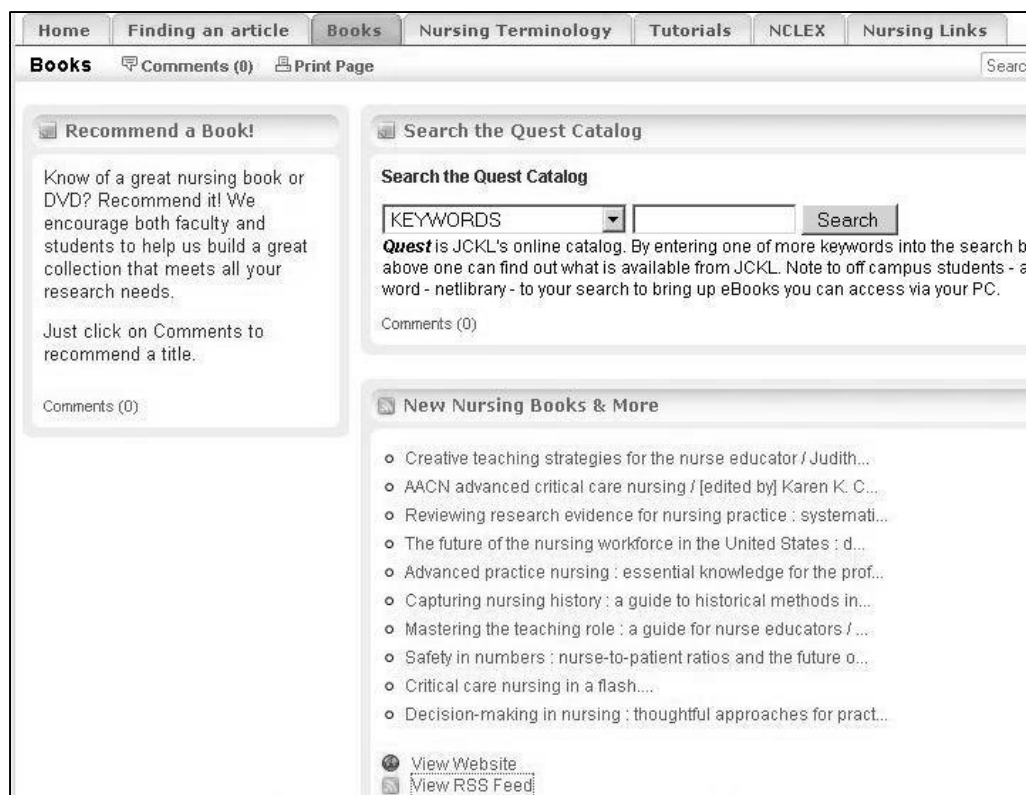 Home Finding an article Books Nursing Terminology Tutorials NCLEX Nursing Links
Books Comments (0) Print Page
Recommend a Book!
Know of a great nursing book or
DVD? Recommend it! We
encourage both faculty and
students to help us build a great
collection that meets all your
research needs.
Just click on Comments to
recommend a title.
Comments (0)
Search the Quest Catalog
Search the Quest Catalog
KEYWORDS Search
Quest is JCKL's online catalog. By entering one of more keywords into the search
above one can find out what is available from JCKL. Note to off campus students -
word - netlibrary - to your search to bring up eBooks you can access via your PC.
Comments (0)
New Nursing Books & More
Creative teaching strategies for the nurse educator / Judith...
AACN advanced critical care nursing / [edited by] Karen K. C...
Reviewing research evidence for nursing practice : systemati...
The future of the nursing workforce in the United States : d...
Advanced practice nursing : essential knowledge for the prof...
Capturing nursing history : a guide to historical methods in...
Mastering the teaching role : a guide for nurse educators / ...
Safety in numbers : nurse-to-patient ratios and the future o...
Critical care nursing in a flash....
Decision-making in nursing : thoughtful approaches for pract...
View Website
View RSS Feed